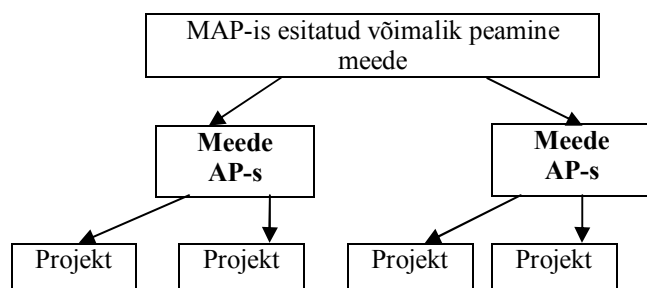 MAP-is esitatud võimalik peamine
meede
Meede
AP-s
Meede
AP-s
Projekt
Projekt
Projekt
Projekt